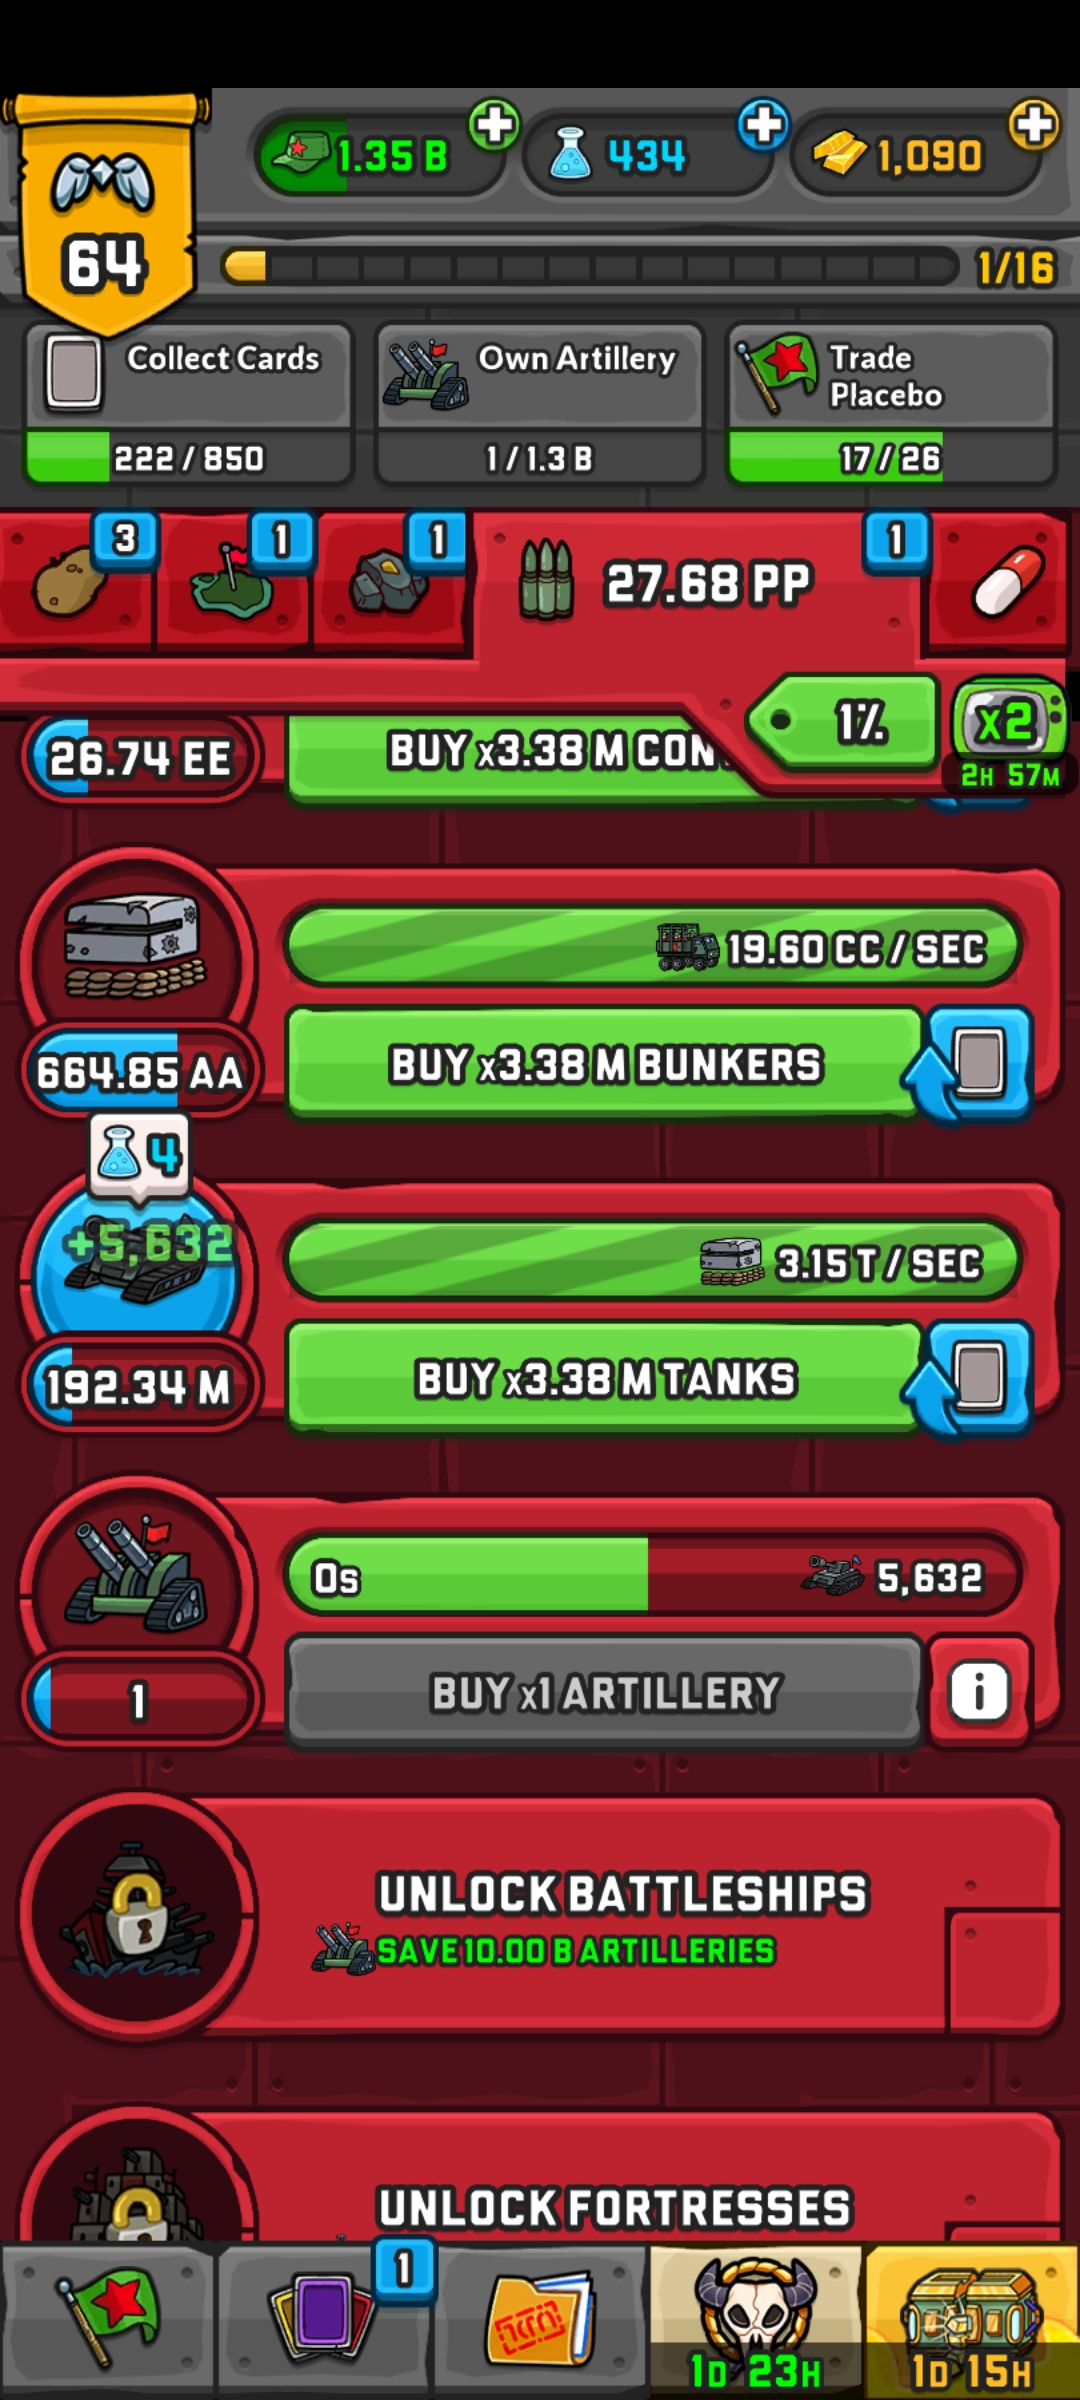 1.35 B
434
1,090
64
1/16
Collect Cards
Own Artillery
Trade
Placebo
222 / 850
1 / 1.3 B
17 / 26
3
1
1
27.68 PP
1
1%
x2
2H 57M
26.74 EE
BUY x3.38 M CON
19.60 CC / SEC
BUY x3.38 M BUNKERS
664.85 AA
4
+5,632
3.15 T / SEC
BUY x3.38 M TANKS
192.34 M
0s
5,632
BUY x1 ARTILLERY
i
1
UNLOCK BATTLESHIPS
SAVE 10.00 B ARTILLERIES
UNLOCK FORTRESSES
1
1D 23H
1D 15H